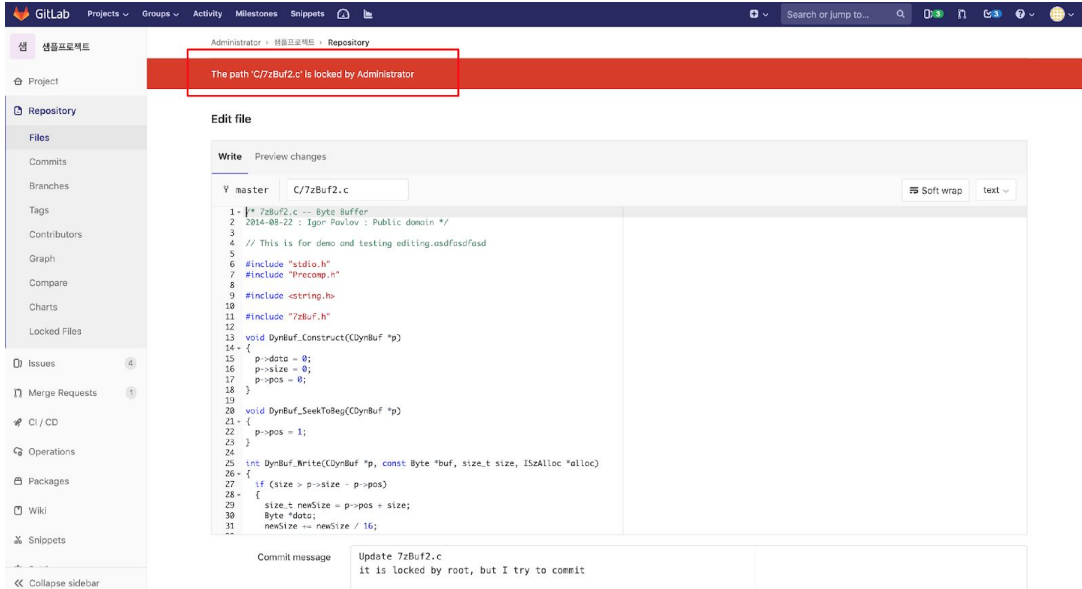 GitLab Projects Groups Activity Milestones Snippets Search or jump to... 3 3
샘 샘플프로젝트
Administrator › 샘플프로젝트 › Repository
The path 'C/7zBuf2.c' is locked by Administrator
Project
Repository
Files
Commits
Branches
Tags
Contributors
Graph
Compare
Charts
Locked Files
Issues 4
Merge Requests 1
CI / CD
Operations
Packages
Wiki
Snippets
Collapse sidebar
Edit file
Write Preview changes
master C/7zBuf2.c Soft wrap text
1 /* 7zBuf2.c -- Byte Buffer
2 2014-08-22 : Igor Pavlov : Public domain */
3
4 // This is for demo and testing editing.asdfasdfasd
5
6 #include "stdio.h"
7 #include "Precomp.h"
8
9 #include <string.h>
10
11 #include "7zBuf.h"
12
13 void DynBuf_Construct(CDynBuf *p)
14 {
15 p->data = 0;
16 p->size = 0;
17 p->pos = 0;
18 }
19
20 void DynBuf_SeekToBeg(CDynBuf *p)
21 {
22 p->pos = 1;
23 }
24
25 int DynBuf_Write(CDynBuf *p, const Byte *buf, size_t size, ISzAlloc *alloc)
26 {
27 if (size > p->size - p->pos)
28 {
29 size_t newSize = p->pos + size;
30 Byte *data;
31 newSize += newSize / 16;
Commit message
Update 7zBuf2.c
it is locked by root, but I try to commit